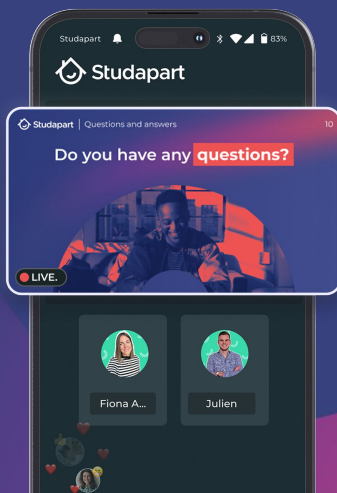 Studapart
83%
Studapart
Studapart | Questions and answers
10
Do you have any questions?
LIVE.
Fiona A...
Julien